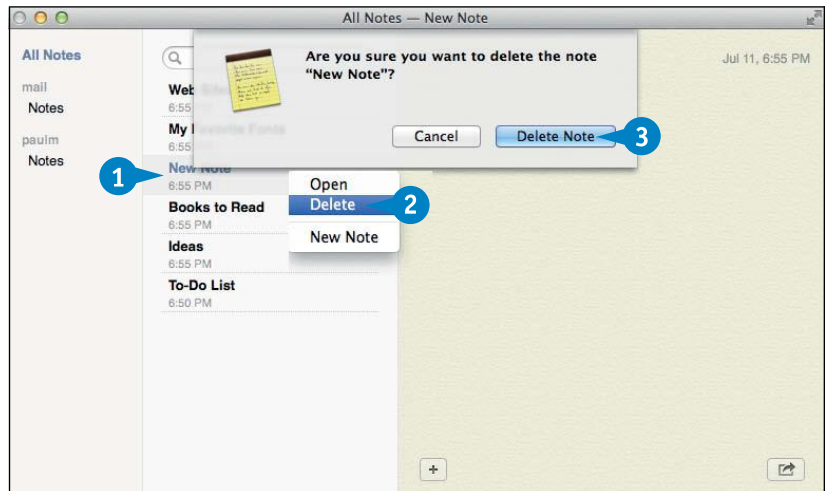 All Notes — New Note
All Notes
mail
Notes
paulm
Notes
Are you sure you want to delete the note
“New Note”?
Cancel
Delete Note
3
Jul 11, 6:55 PM
Web
6:55
My Favorite Fonts
6:55
1
New Note
6:55 PM
Open
Delete
2
New Note
Books to Read
6:55 PM
Ideas
6:55 PM
To-Do List
6:50 PM
+